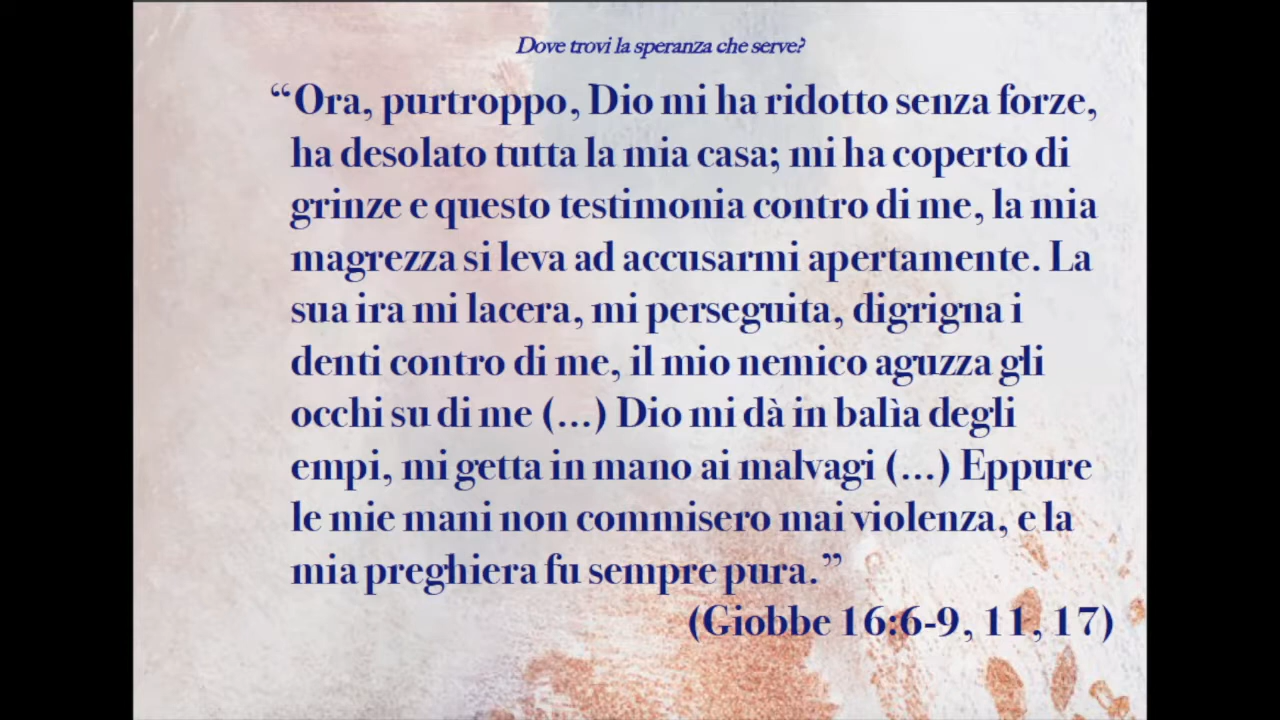 Dove trovi la speranza che serve?
“Ora, purtroppo, Dio mi ha ridotto senza forze,
ha desolato tutta la mia casa; mi ha coperto di
grinze e questo testimonia contro di me, la mia
magrezza si leva ad accusarmi apertamente. La
sua ira mi lacera, mi perseguita, digrigna i
denti contro di me, il mio nemico aguzza gli
occhi su di me (…) Dio mi dà in balìa degli
empi, mi getta in mano ai malvagi (…) Eppure
le mie mani non commisero mai violenza, e la
mia preghiera fu sempre pura.”
(Giobbe 16:6-9, 11, 17)